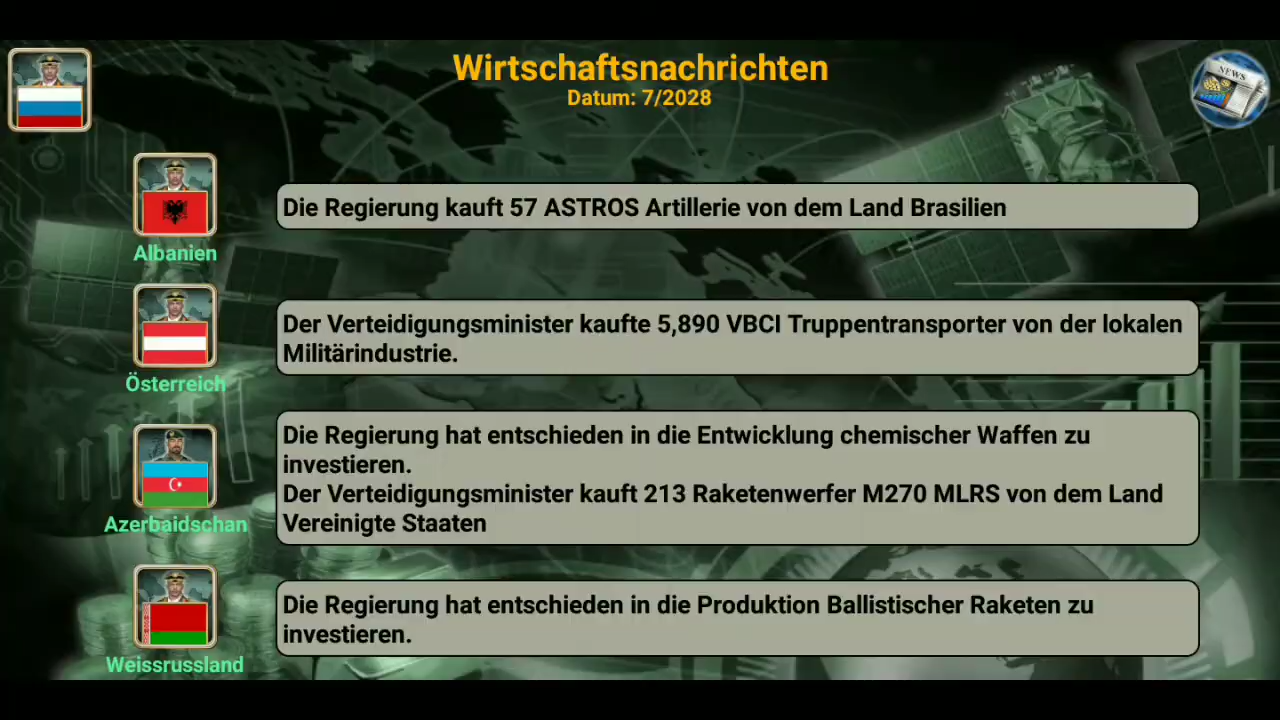 Wirtschaftsnachrichten
Datum: 7/2028
NEWS
Albanien
Die Regierung kauft 57 ASTROS Artillerie von dem Land Brasilien
Österreich
Der Verteidigungsminister kaufte 5,890 VBCI Truppentransporter von der lokalen
Militärindustrie.
Azerbaidschan
Die Regierung hat entschieden in die Entwicklung chemischer Waffen zu
investieren.
Der Verteidigungsminister kauft 213 Raketenwerfer M270 MLRS von dem Land
Vereinigte Staaten
Weissrussland
Die Regierung hat entschieden in die Produktion Ballistischer Raketen zu
investieren.